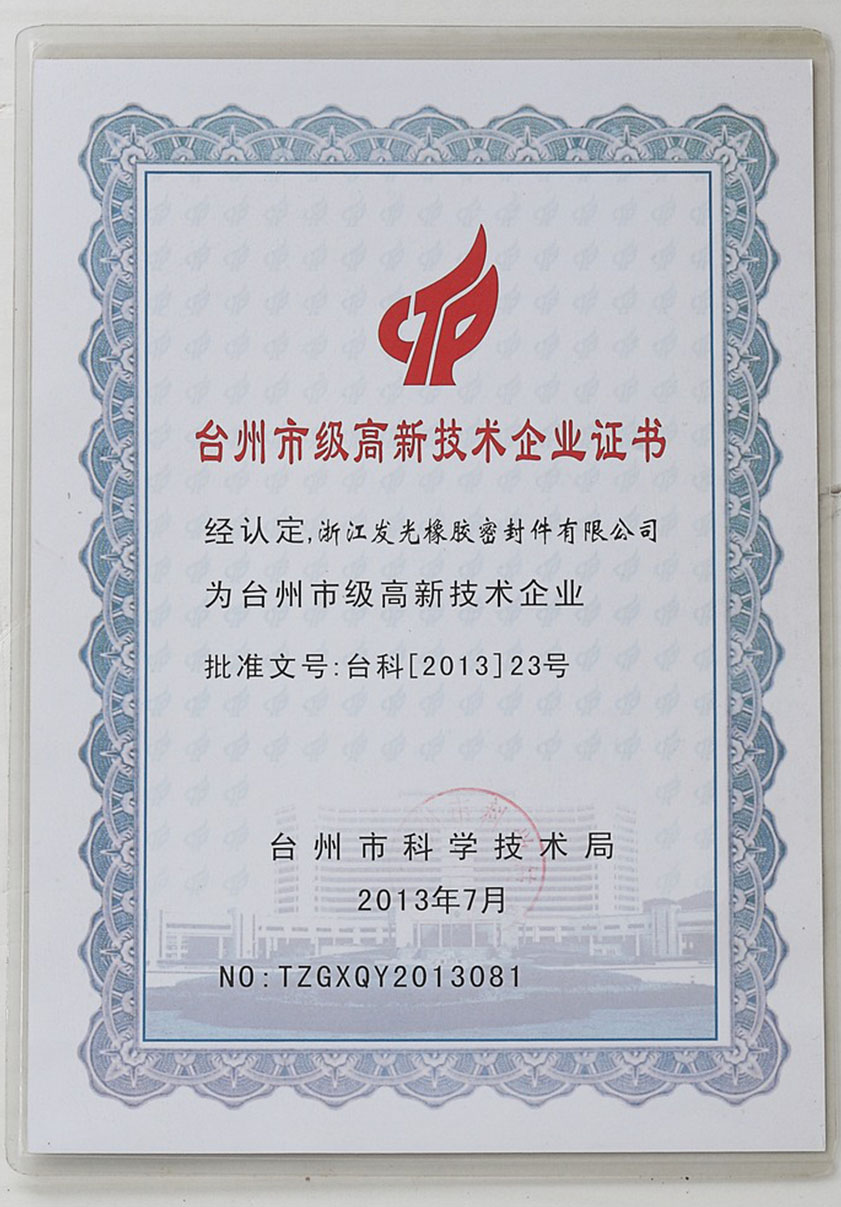 台州市级高新技术企业证书
经认定,浙江发光橡胶密封件有限公司
为台州市级高新技术企业
批准文号:台科[2013]23号
台州市科学技术局
2013年7月
NO:TZGXQY2013081